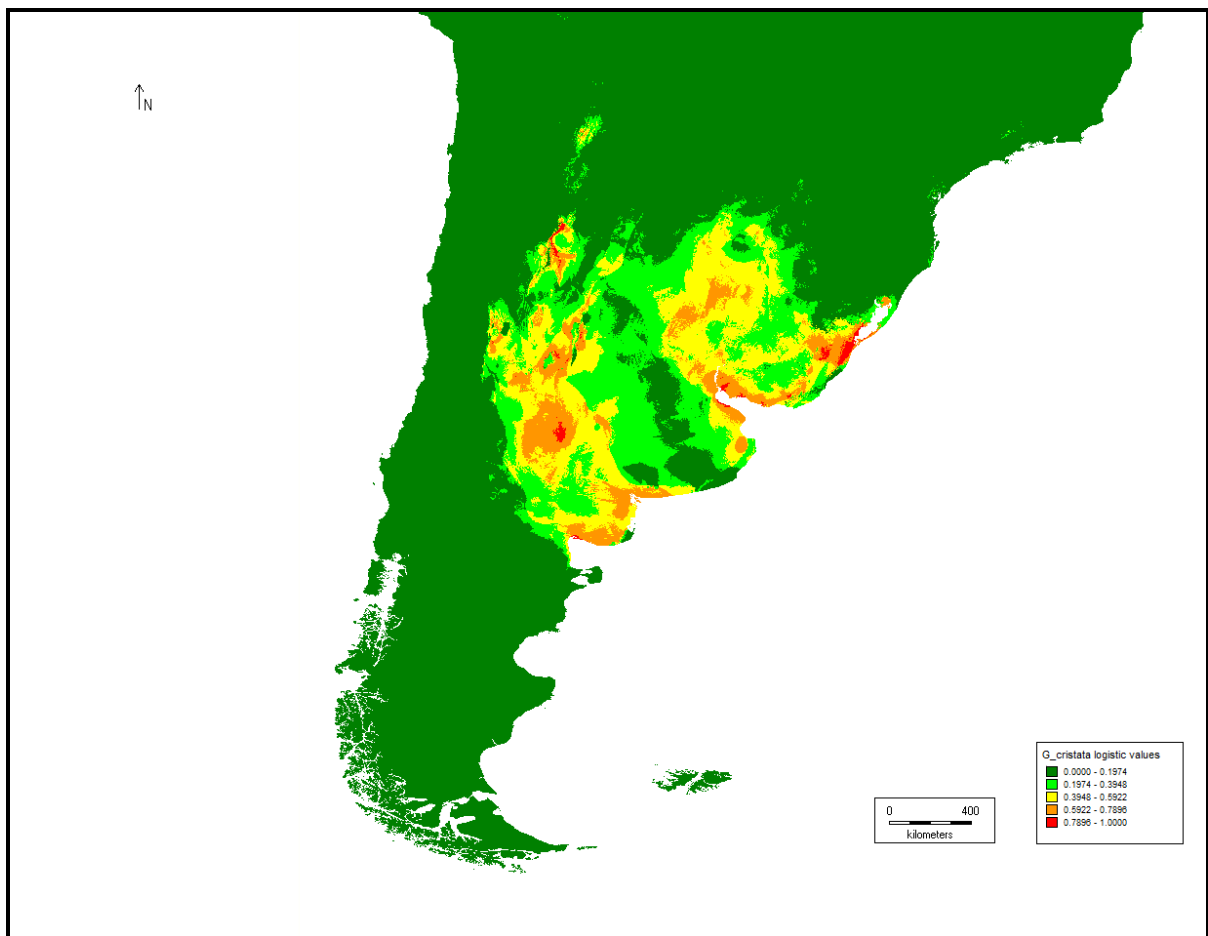 N
G_cristata logistic values
0.0000 - 0.1974
0.1974 - 0.3948
0.3948 - 0.5922
0.5922 - 0.7896
0.7896 - 1.0000
0 400
kilometers